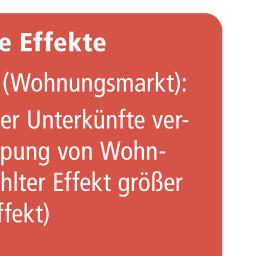 e Effekte
(Wohnungsmarkt):
er Unterkünfte ver-
pung von Wohn-
hlter Effekt größer
ffekt)